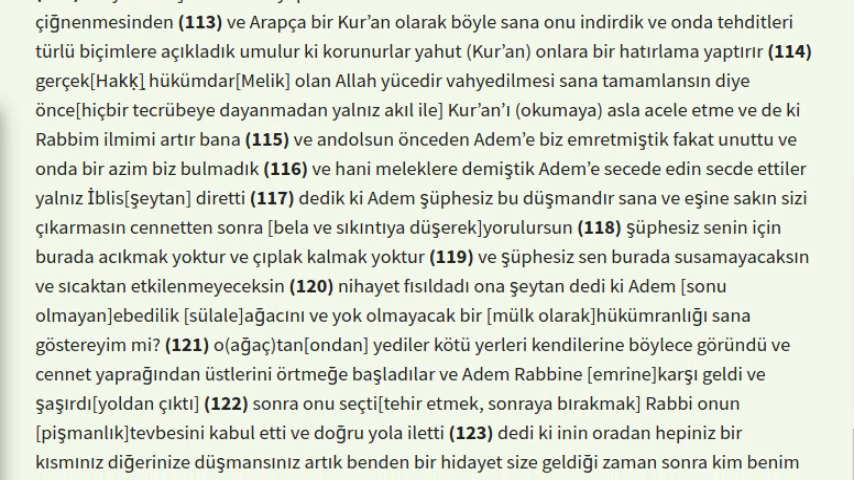 çiğnenmesinden (113) ve Arapça bir Kur’an olarak böyle sana onu indirdik ve onda tehditleri
türlü biçimlere açıkladık umulur ki korunurlar yahut (Kur’an) onlara bir hatırlama yaptırır (114)
gerçek[Hakk] hükümdar[Melik] olan Allah yücedir vahyedilmesi sana tamamlansın diye
önce[hiçbir tecrübeye dayanmadan yalnız akıl ile] Kur’an’ı (okumaya) asla acele etme ve de ki
Rabbim ilmimi artır bana (115) ve andolsun önceden Adem’e biz emretmiştik fakat unuttu ve
onda bir azim biz bulmadık (116) ve hani meleklere demiştik Adem’e secede edin secde ettiler
yalnız İblis[şeytan] diretti (117) dedik ki Adem şüphesiz bu düşmandır sana ve eşine sakın sizi
çıkarmasın cennetten sonra [bela ve sıkıntıya düşerek]yorulursun (118) şüphesiz senin için
burada acıkmak yoktur ve çıplak kalmak yoktur (119) ve şüphesiz sen burada susamayacaksın
ve sıcaktan etkilenmeyeceksin (120) nihayet fısıldadı ona şeytan dedi ki Adem [sonu
olmayan]ebedilik [sülale]ağacını ve yok olmayacak bir [mülk olarak]hükümranlığı sana
göstereyim mi? (121) o(ağaç)tan[ondan] yediler kötü yerleri kendilerine böylece göründü ve
cennet yaprağından üstlerini örtmeğe başladılar ve Adem Rabbine [emrine]karşı geldi ve
şaşırdı[yoldan çıktı] (122) sonra onu seçti[tehir etmek, sonraya bırakmak] Rabbi onun
[pişmanlık]tevbesini kabul etti ve doğru yola iletti (123) dedi ki inin oradan hepiniz bir
kısmınız diğerinize düşmansınız artık benden bir hidayet size geldiği zaman sonra kim benim